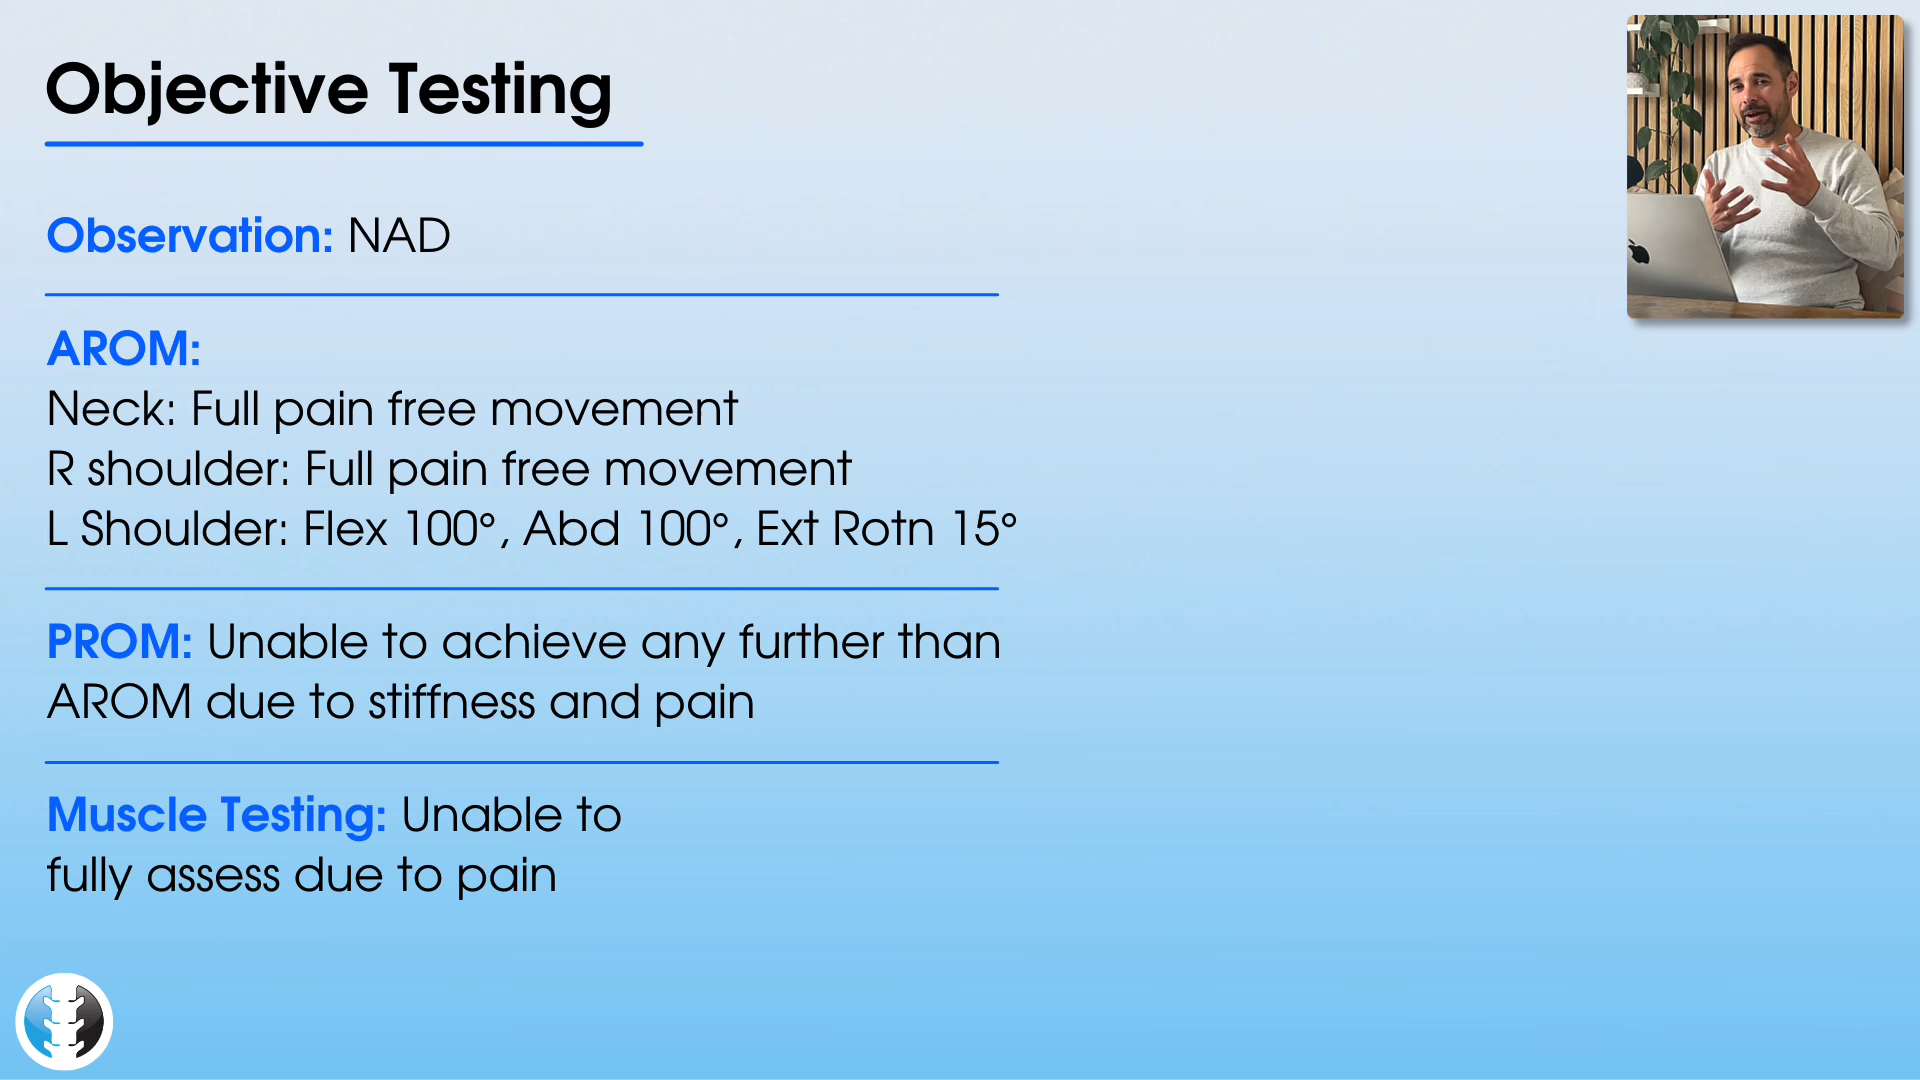 Objective Testing
Observation: NAD
AROM:
Neck: Full pain free movement
R shoulder: Full pain free movement
L Shoulder: Flex 100°, Abd 100°, Ext Rotn 15°
PROM: Unable to achieve any further than
AROM due to stiffness and pain
Muscle Testing: Unable to
fully assess due to pain